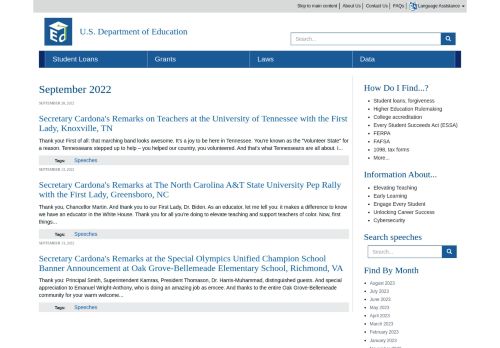 Skip to main content | About Us | Contact Us | FAQs | Language Assistance
U.S. Department of Education
Search...
Student Loans
Grants
Laws
Data
September 2022
Secretary Cardona's Remarks on Teachers at the University of Tennessee with the First
Lady, Knoxville, TN
Thank you First of all: that marching band looks awesome. It's a joy to be here in Tennessee. You're known as the "Volunteer State" for
a reason. Tennesseans stepped up to help – you helped our country, you volunteered. And that's what Tennesseans are all about. I...
Tags: Speeches
Secretary Cardona's Remarks at The North Carolina A&T State University Pep Rally
with the First Lady, Greensboro, NC
Thank you, Chancellor Martin. And thank you to our First Lady, Dr. Biden. As an educator, let me tell you: it makes a difference to know
we have an educator in the White House. Thank you for all you're doing to elevate teaching and support teachers of color. Now, first
things...
Tags: Speeches
Secretary Cardona's Remarks at the Special Olympics Unified Champion School
Banner Announcement at Oak Grove-Bellemeade Elementary School, Richmond, VA
Thank you: Principal Smith, Superintendent Kamras, President Thomason, Dr. Harris-Muhammad, distinguished guests. And special
appreciation to Emanuel Wright-Anthony, who is doing an amazing job as emcee. And thanks to the entire Oak Grove-Bellemeade
community for your warm welcome...
Tags: Speeches
How Do I Find...?
Student loans, forgiveness
Higher Education Rulemaking
College accreditation
Every Student Succeeds Act (ESSA)
FERPA
FAFSA
1098, tax forms
More...
Information About...
Elevating Teaching
Early Learning
Engage Every Student
Unlocking Career Success
Cybersecurity
Search speeches
Search...
Find By Month
August 2023
July 2023
June 2023
May 2023
April 2023
March 2023
February 2023
January 2023